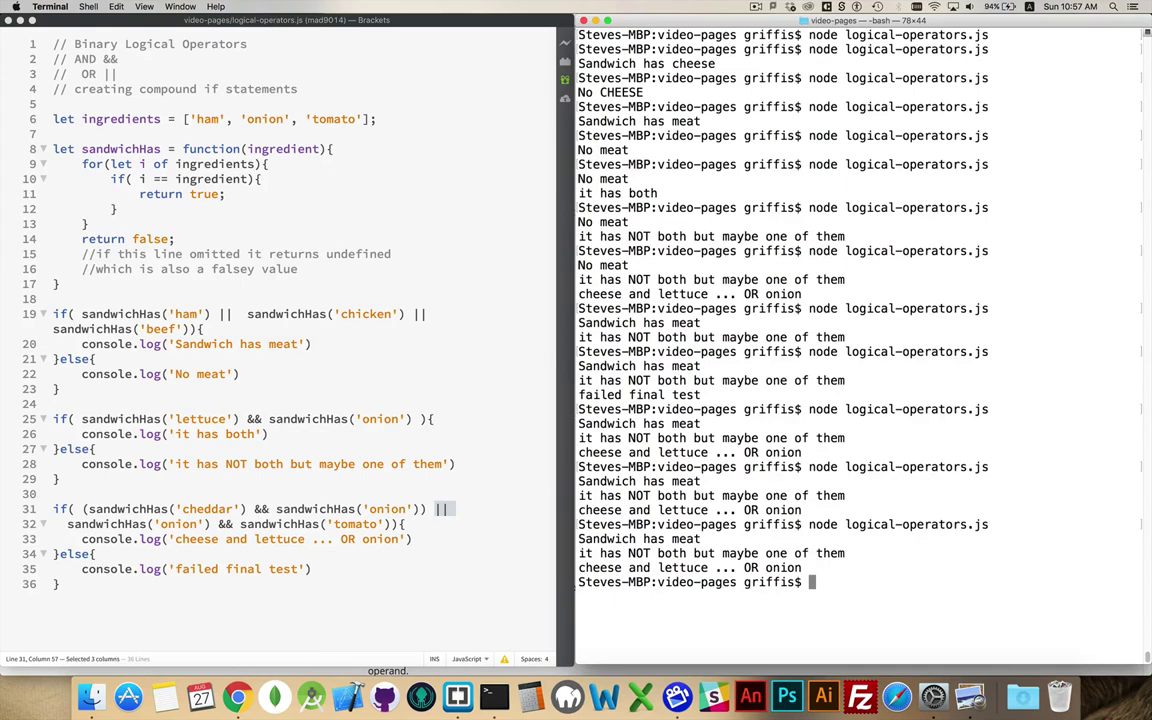 Terminal Shell Edit View Window Help
94% Sun 10:57 AM
video-pages/logical-operators.js (mad9014) — Brackets
video-pages — -bash — 78×44
1 // Binary Logical Operators
2 // AND &&
3 //  OR ||
4 // creating compound if statements
5
6 let ingredients = ['ham', 'onion', 'tomato'];
7
8 let sandwichHas = function(ingredient){
9     for(let i of ingredients){
10         if( i == ingredient){
11             return true;
12         }
13     }
14     return false;
15     //if this line omitted it returns undefined
16     //which is also a falsey value
17 }
18
19 if( sandwichHas('ham') ||  sandwichHas('chicken') ||
sandwichHas('beef')){
20     console.log('Sandwich has meat')
21 }else{
22     console.log('No meat')
23 }
24
25 if( sandwichHas('lettuce') && sandwichHas('onion') ){
26     console.log('it has both')
27 }else{
28     console.log('it has NOT both but maybe one of them')
29 }
30
31 if( (sandwichHas('cheddar') && sandwichHas('onion')) ||
32   sandwichHas('onion') && sandwichHas('tomato')){
33     console.log('cheese and lettuce ... OR onion')
34 }else{
35     console.log('failed final test')
36 }
Line 31, Column 57 — Selected 3 columns — 36 Lines
INS JavaScript Spaces: 4
Steves-MBP:video-pages griffis$ node logical-operators.js
Steves-MBP:video-pages griffis$ node logical-operators.js
Sandwich has cheese
Steves-MBP:video-pages griffis$ node logical-operators.js
No CHEESE
Steves-MBP:video-pages griffis$ node logical-operators.js
Sandwich has meat
Steves-MBP:video-pages griffis$ node logical-operators.js
No meat
Steves-MBP:video-pages griffis$ node logical-operators.js
No meat
it has both
Steves-MBP:video-pages griffis$ node logical-operators.js
No meat
it has NOT both but maybe one of them
Steves-MBP:video-pages griffis$ node logical-operators.js
No meat
it has NOT both but maybe one of them
cheese and lettuce ... OR onion
Steves-MBP:video-pages griffis$ node logical-operators.js
Sandwich has meat
it has NOT both but maybe one of them
Steves-MBP:video-pages griffis$ node logical-operators.js
Sandwich has meat
it has NOT both but maybe one of them
failed final test
Steves-MBP:video-pages griffis$ node logical-operators.js
Sandwich has meat
it has NOT both but maybe one of them
cheese and lettuce ... OR onion
Steves-MBP:video-pages griffis$ node logical-operators.js
Sandwich has meat
it has NOT both but maybe one of them
cheese and lettuce ... OR onion
Steves-MBP:video-pages griffis$ node logical-operators.js
Sandwich has meat
it has NOT both but maybe one of them
cheese and lettuce ... OR onion
Steves-MBP:video-pages griffis$
operand.
AUG
27
An Ps Ai Fz